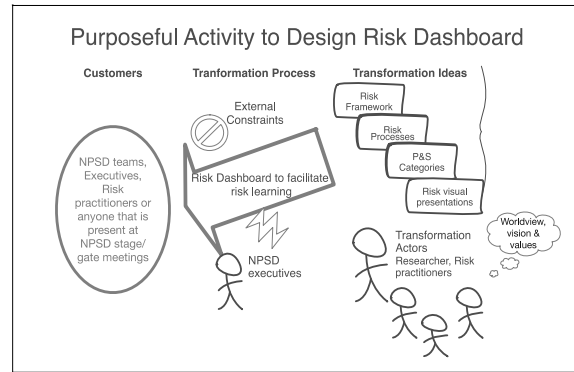 Purposeful Activity to Design Risk Dashboard
Customers
Tranformation Process
Transformation Ideas
NPSD teams,
Executives,
Risk
practitioners or
anyone that is
present at
NPSD stage/
gate meetings
External
Constraints
Risk Dashboard to facilitate
risk learning
NPSD
executives
Risk
Framework
Risk
Processes
P&S
Categories
Risk visual
presentations
Transformation
Actors
Researcher, Risk
practitioners
Worldview,
vision &
values